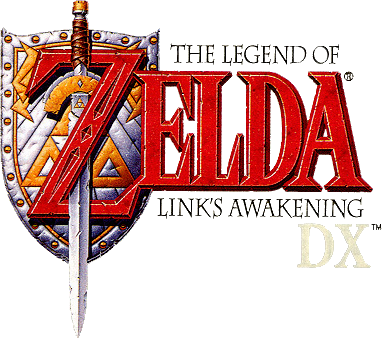 THE LEGEND OF
ZELDA®
LINK'S AWAKENING
DX™